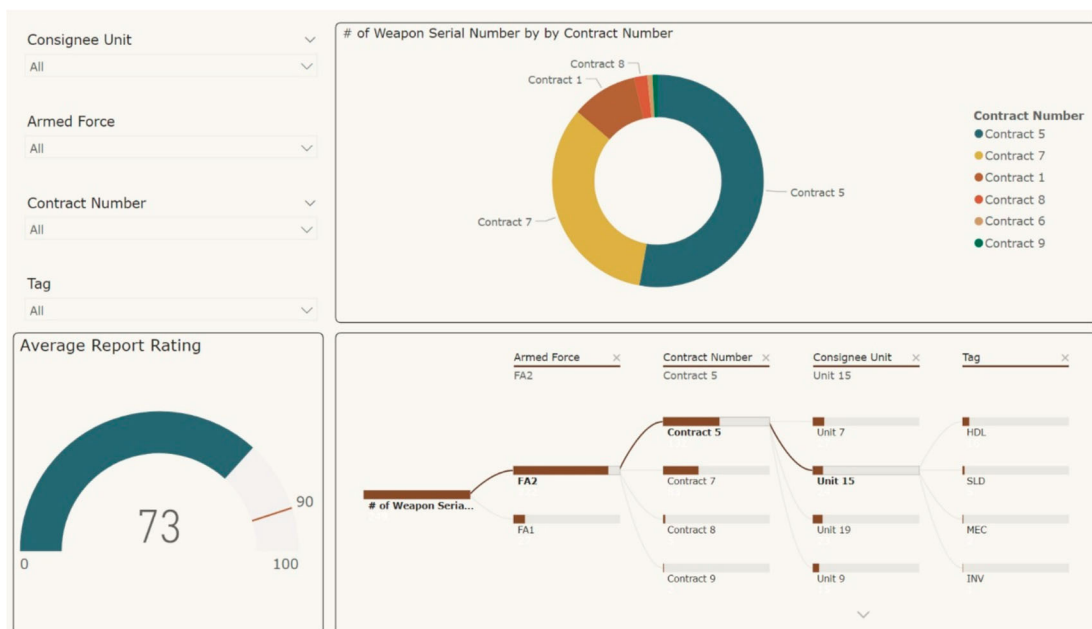 Consignee Unit
All
Armed Force
All
Contract Number
All
Tag
All
# of Weapon Serial Number by by Contract Number
Contract 8
Contract 1
Contract 7
Contract 5
Contract Number
Contract 5
Contract 7
Contract 1
Contract 8
Contract 6
Contract 9
Average Report Rating
73
0
90
100
Armed Force
FA2
Contract Number
Contract 5
Consignee Unit
Unit 15
Tag
# of Weapon Seria...
FA2
FA1
Contract 5
Contract 7
Contract 8
Contract 9
Unit 7
Unit 15
Unit 19
Unit 9
HDL
SLD
MEC
INV